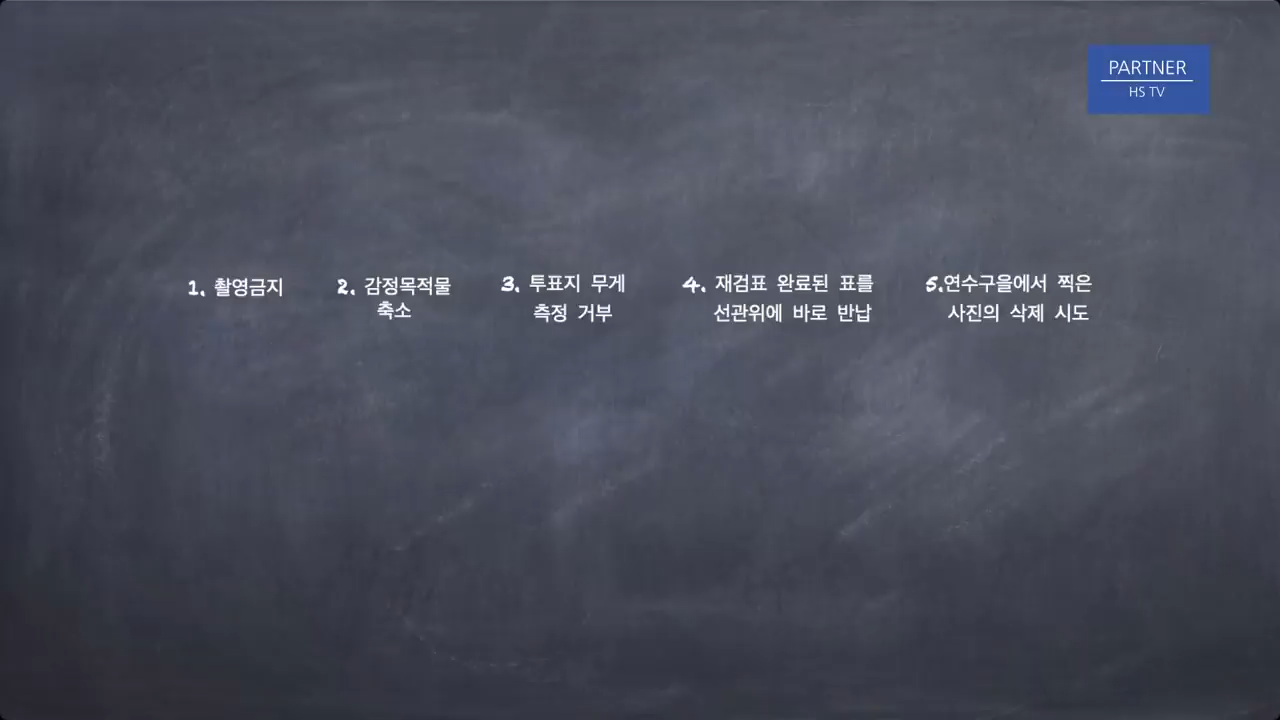 PARTNER
HS TV
1. 촬영금지
2. 감정목적물
축소
3. 투표지 무게
측정 거부
4. 재검표 완료된 표를
선관위에 바로 반납
5.연수구을에서 찍은
사진의 삭제 시도